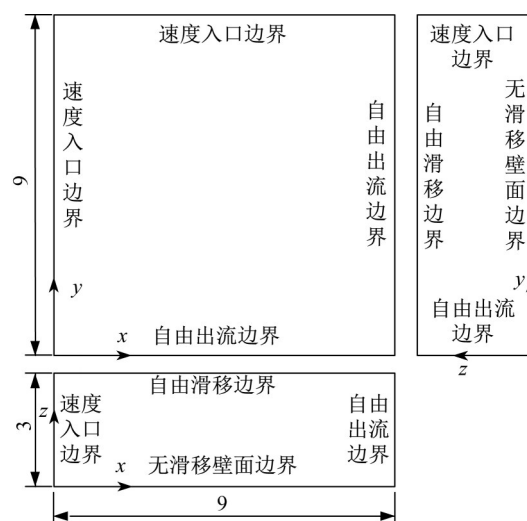 速度入口边界
速度入口边界
自由出流边界
9
y
x
自由出流边界
速度入口
边界
自由滑移边界
无滑移壁面边界
y
自由出流
边界
z
自由滑移边界
3
z
速度
入口
边界
自由
出流
边界
x
无滑移壁面边界
9